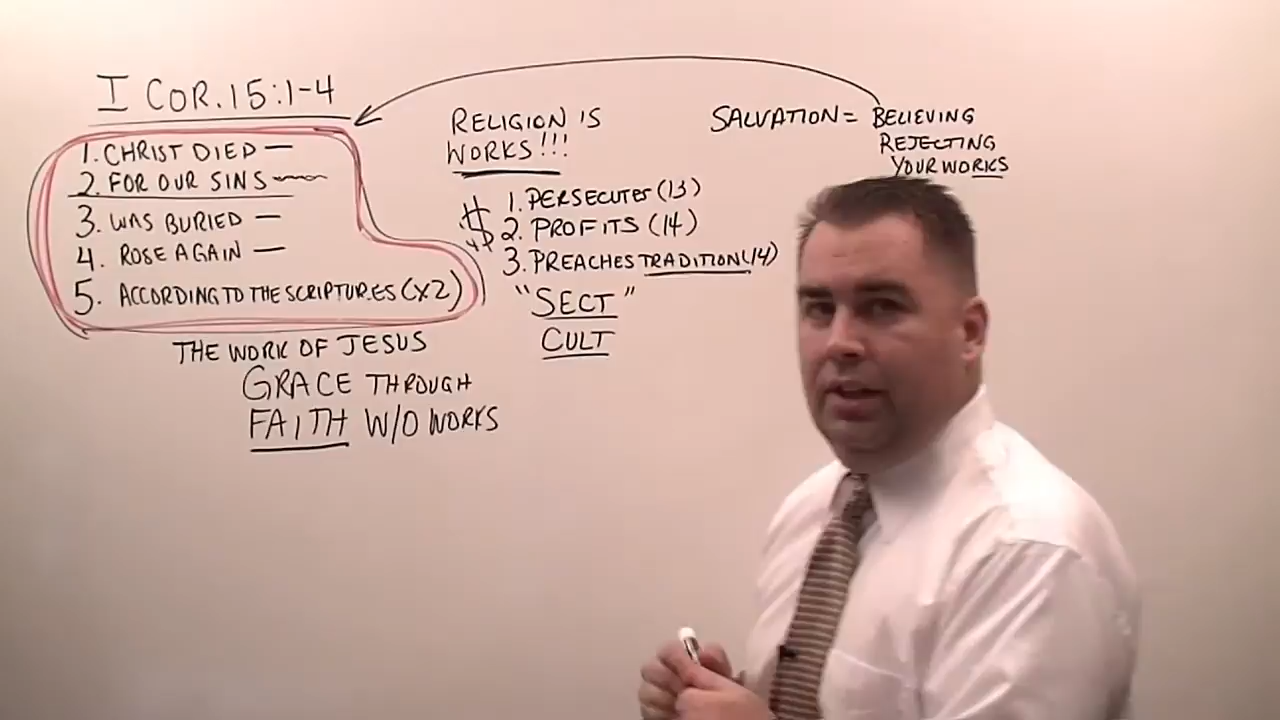 I COR. 15:1-4
1. CHRIST DIED —
2. FOR OUR SINS
3. WAS BURIED —
4. ROSE AGAIN —
5. ACCORDING TO THE SCRIPTURES (X2)
THE WORK OF JESUS
GRACE THROUGH
FAITH W/O WORKS
RELIGION IS
WORKS!!!
1. PERSECUTES (13)
$ 2. PROFITS (14)
3. PREACHES TRADITION (14)
"SECT"
CULT
SALVATION = BELIEVING
REJECTING
YOUR WORKS